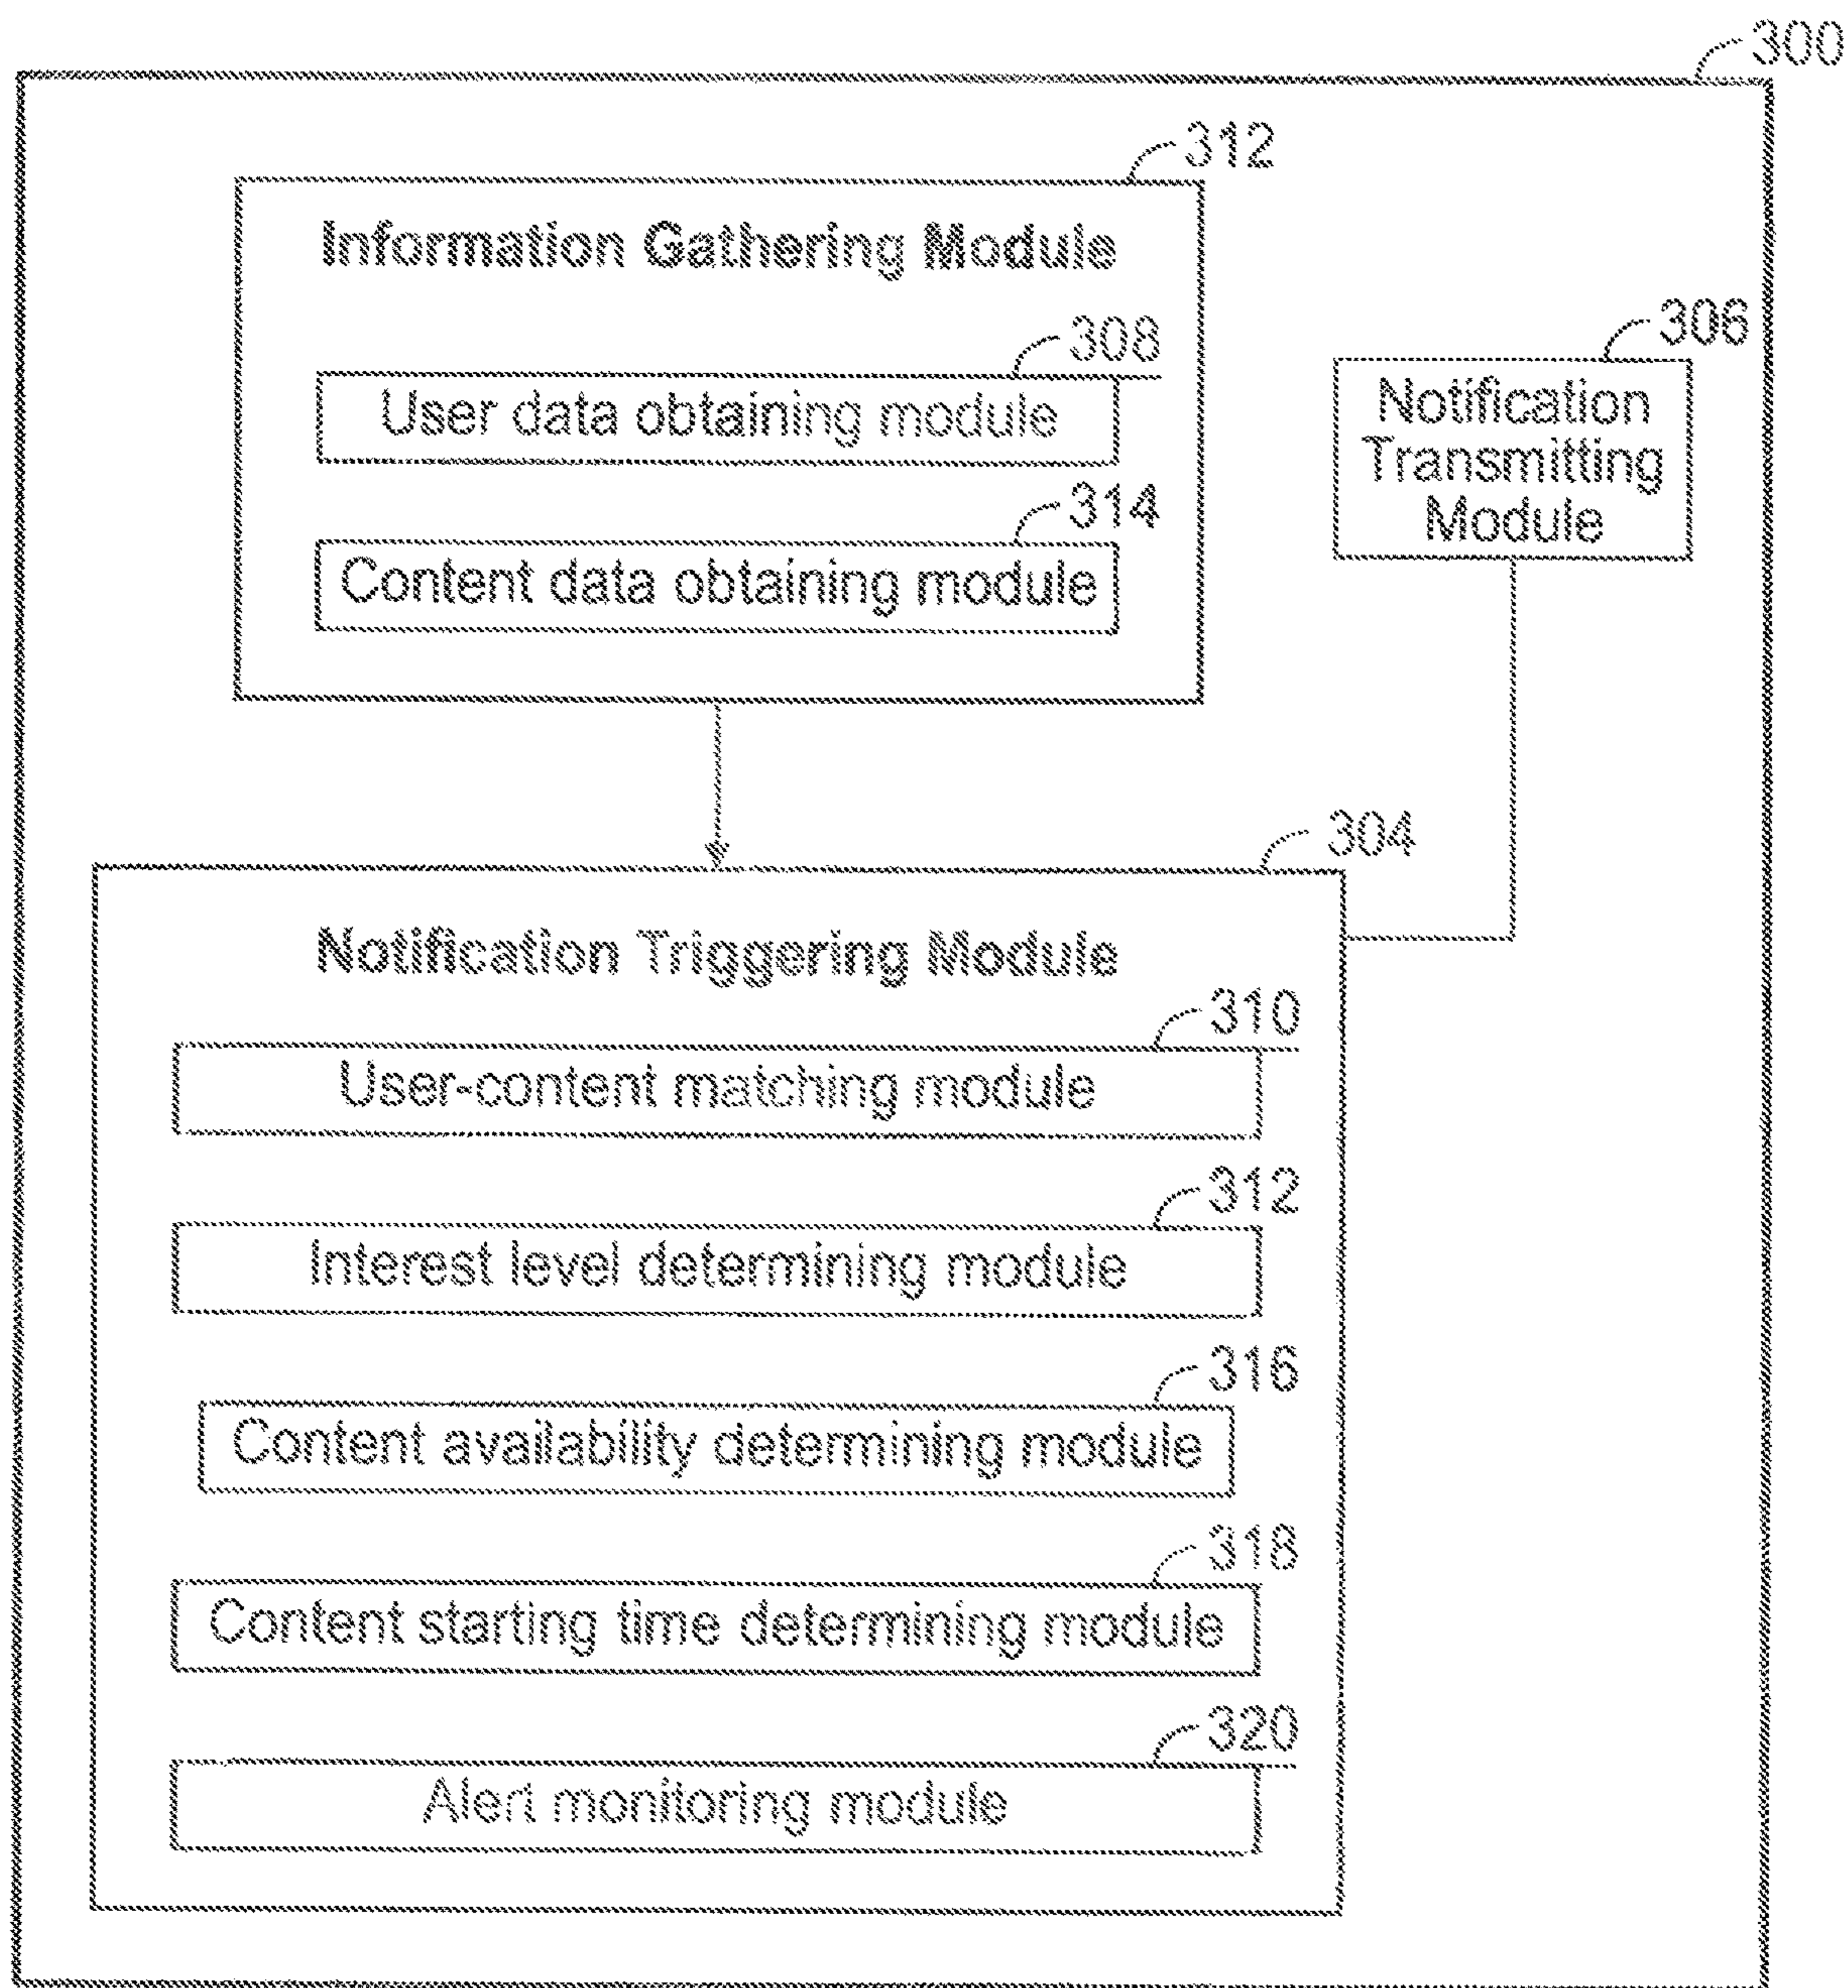 300
312
Information Gathering Module
308
User data obtaining module
314
Content data obtaining module
306
Notification
Transmitting
Module
304
Notification Triggering Module
310
User-content matching module
312
Interest level determining module
316
Content availability determining module
318
Content starting time determining module
320
Alert monitoring module